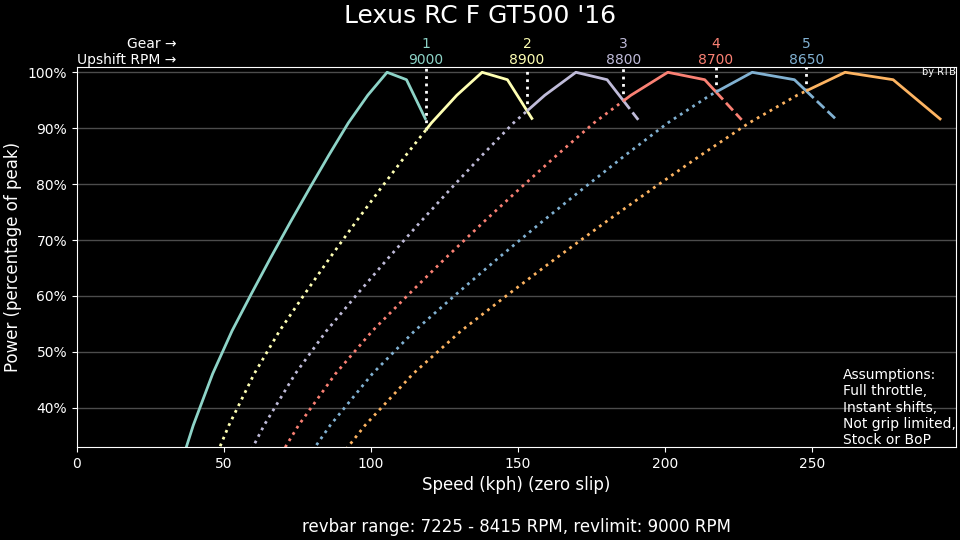 Lexus RC F GT500 '16
Gear → 1 2 3 4 5
Upshift RPM → 9000 8900 8800 8700 8650
by RTB
100%
90%
80%
70%
60%
50%
40%
Power (percentage of peak)
Assumptions:
Full throttle,
Instant shifts,
Not grip limited,
Stock or BoP
0 50 100 150 200 250
Speed (kph) (zero slip)
revbar range: 7225 - 8415 RPM, revlimit: 9000 RPM